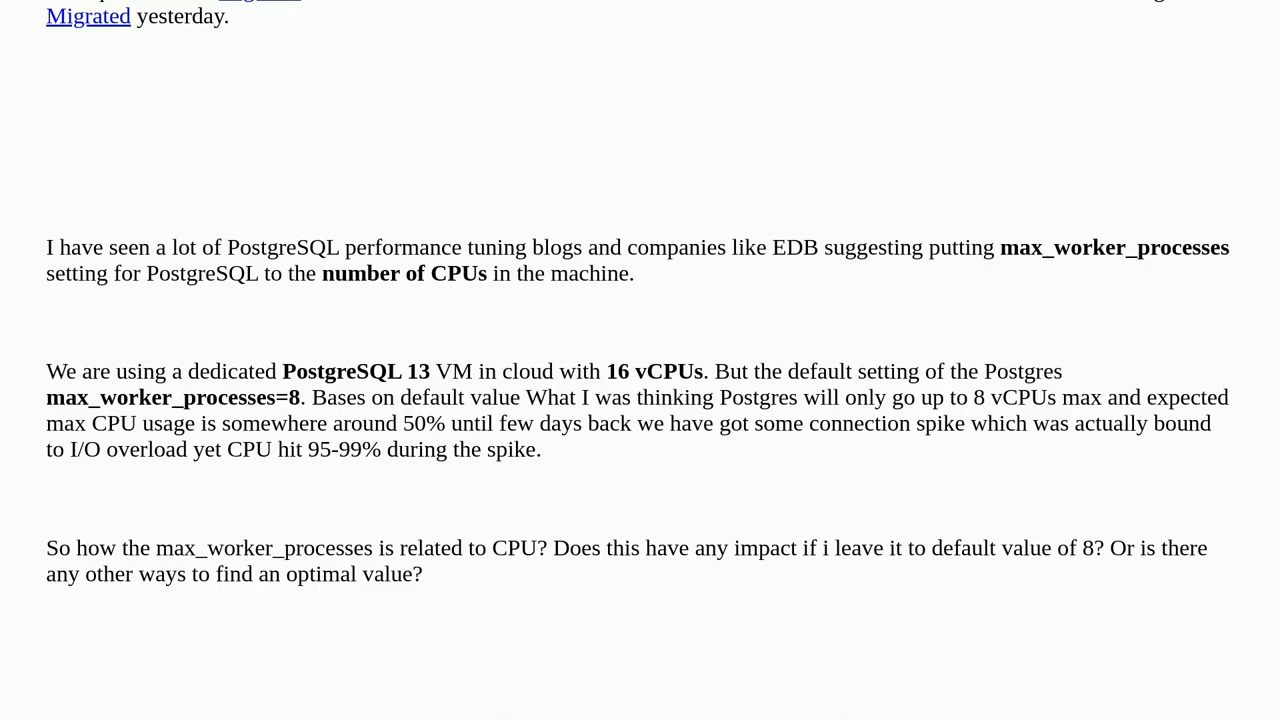 Migrated yesterday.
I have seen a lot of PostgreSQL performance tuning blogs and companies like EDB suggesting putting max_worker_processes
setting for PostgreSQL to the number of CPUs in the machine.
We are using a dedicated PostgreSQL 13 VM in cloud with 16 vCPUs. But the default setting of the Postgres
max_worker_processes=8. Bases on default value What I was thinking Postgres will only go up to 8 vCPUs max and expected
max CPU usage is somewhere around 50% until few days back we have got some connection spike which was actually bound
to I/O overload yet CPU hit 95-99% during the spike.
So how the max_worker_processes is related to CPU? Does this have any impact if i leave it to default value of 8? Or is there
any other ways to find an optimal value?